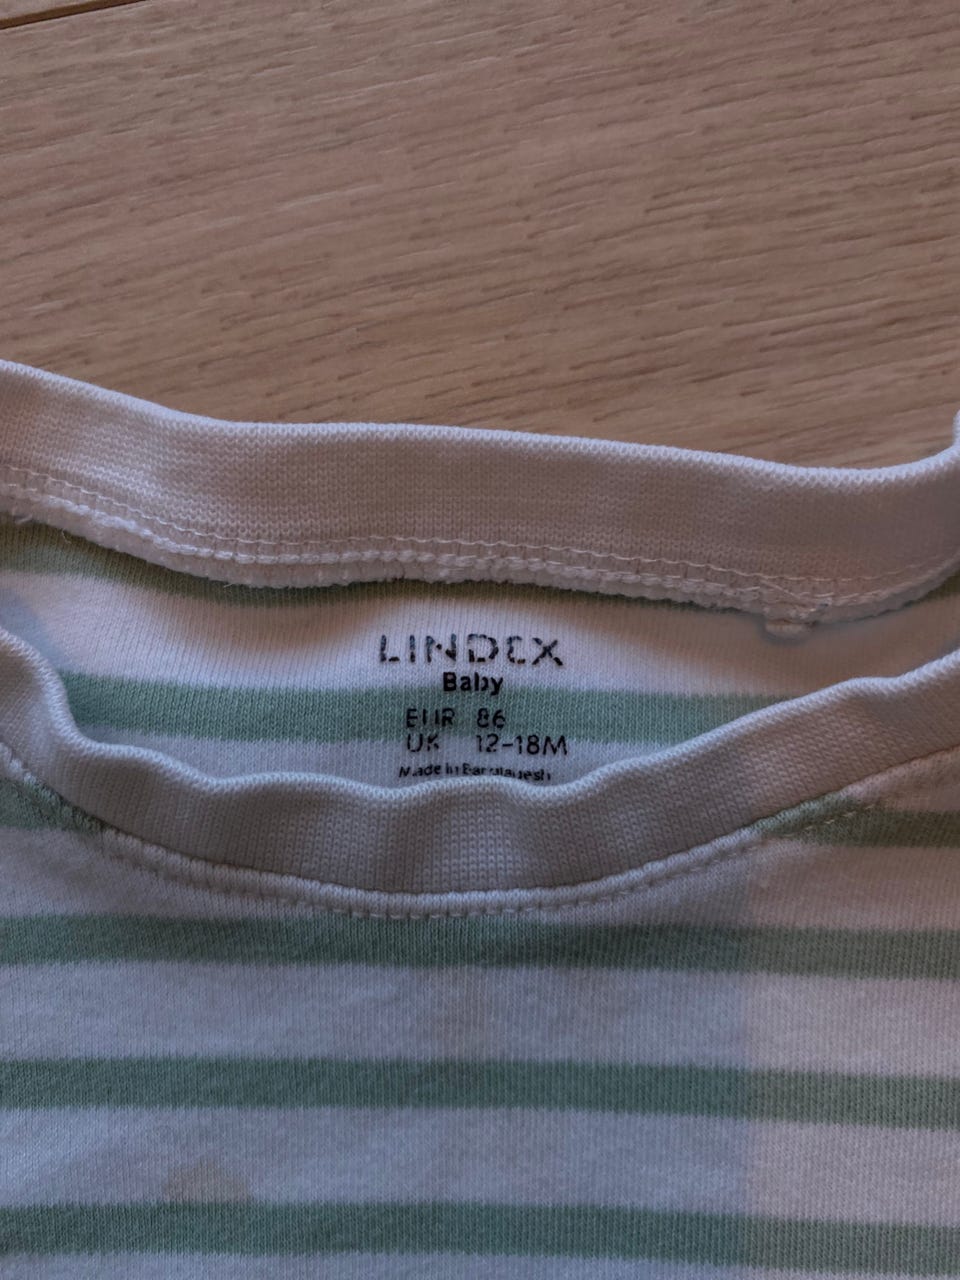 LINDEX
Baby
EUR 86
UK 12-18M
Made in Bangladesh